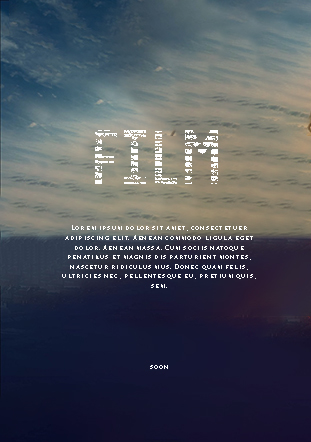 FILM
LOREM IPSUM DOLOR SIT AMET, CONSECTETUER
ADIPISCING ELIT. AENEAN COMMODO LIGULA EGET
DOLOR. AENEAN MASSA. CUM SOCIIS NATOQUE
PENATIBUS ET MAGNIS DIS PARTURIENT MONTES,
NASCETUR RIDICULUS MUS. DONEC QUAM FELIS,
ULTRICIES NEC, PELLENTESQUE EU, PRETIUM QUIS,
SEM.
SOON